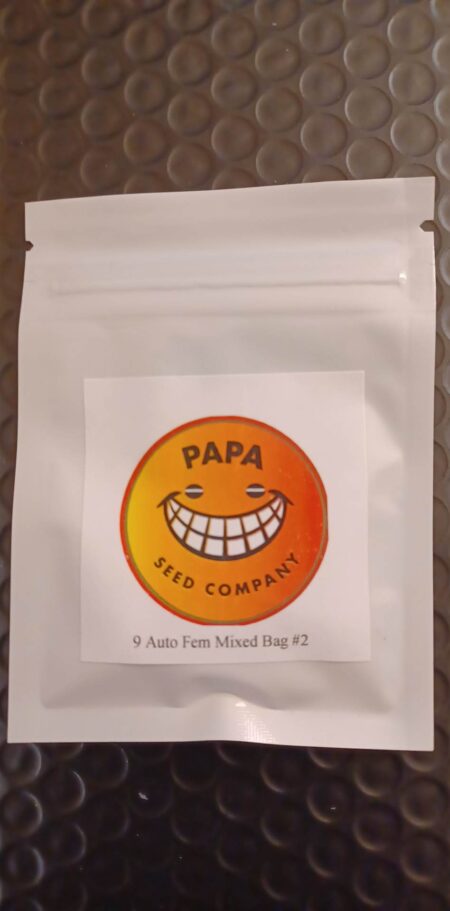 PAPA
SEED COMPANY
9 Auto Fem Mixed Bag #2